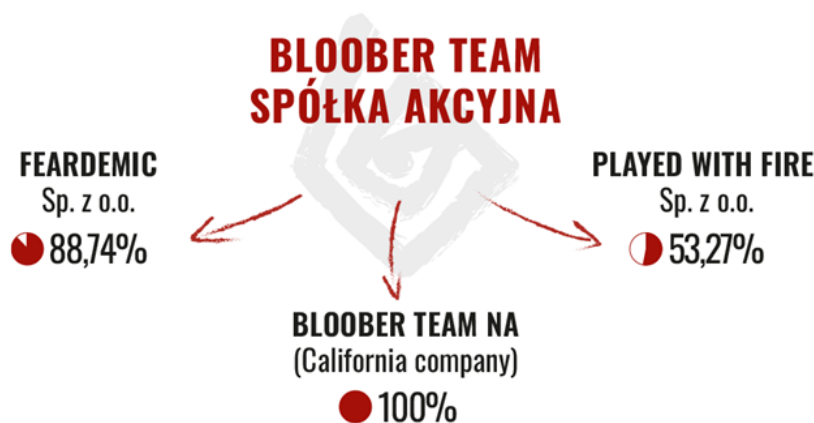 BLOOBER TEAM
SPÓŁKA AKCYJNA
FEARDEMIC
Sp. z o.o.
88,74%
PLAYED WITH FIRE
Sp. z o.o.
53,27%
BLOOBER TEAM NA
(California company)
100%